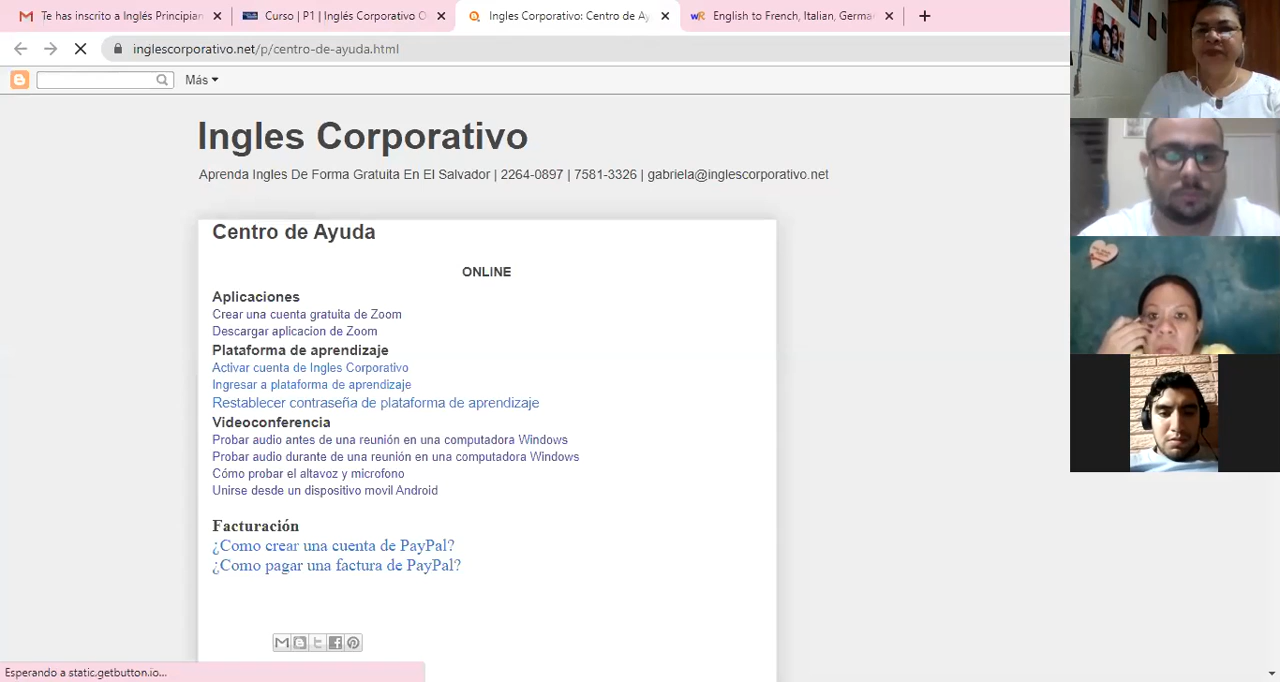 Te has inscrito a Inglés Principian
Curso | P1 | Inglés Corporativo O
Ingles Corporativo: Centro de Ay
English to French, Italian, Germa
inglescorporativo.net/p/centro-de-ayuda.html
Más
Ingles Corporativo
Aprenda Ingles De Forma Gratuita En El Salvador | 2264-0897 | 7581-3326 | gabriela@inglescorporativo.net
Centro de Ayuda
ONLINE
Aplicaciones
Crear una cuenta gratuita de Zoom
Descargar aplicacion de Zoom
Plataforma de aprendizaje
Activar cuenta de Ingles Corporativo
Ingresar a plataforma de aprendizaje
Restablecer contraseña de plataforma de aprendizaje
Videoconferencia
Probar audio antes de una reunión en una computadora Windows
Probar audio durante de una reunión en una computadora Windows
Cómo probar el altavoz y microfono
Unirse desde un dispositivo movil Android
Facturación
¿Como crear una cuenta de PayPal?
¿Como pagar una factura de PayPal?
Esperando a static.getbutton.io...